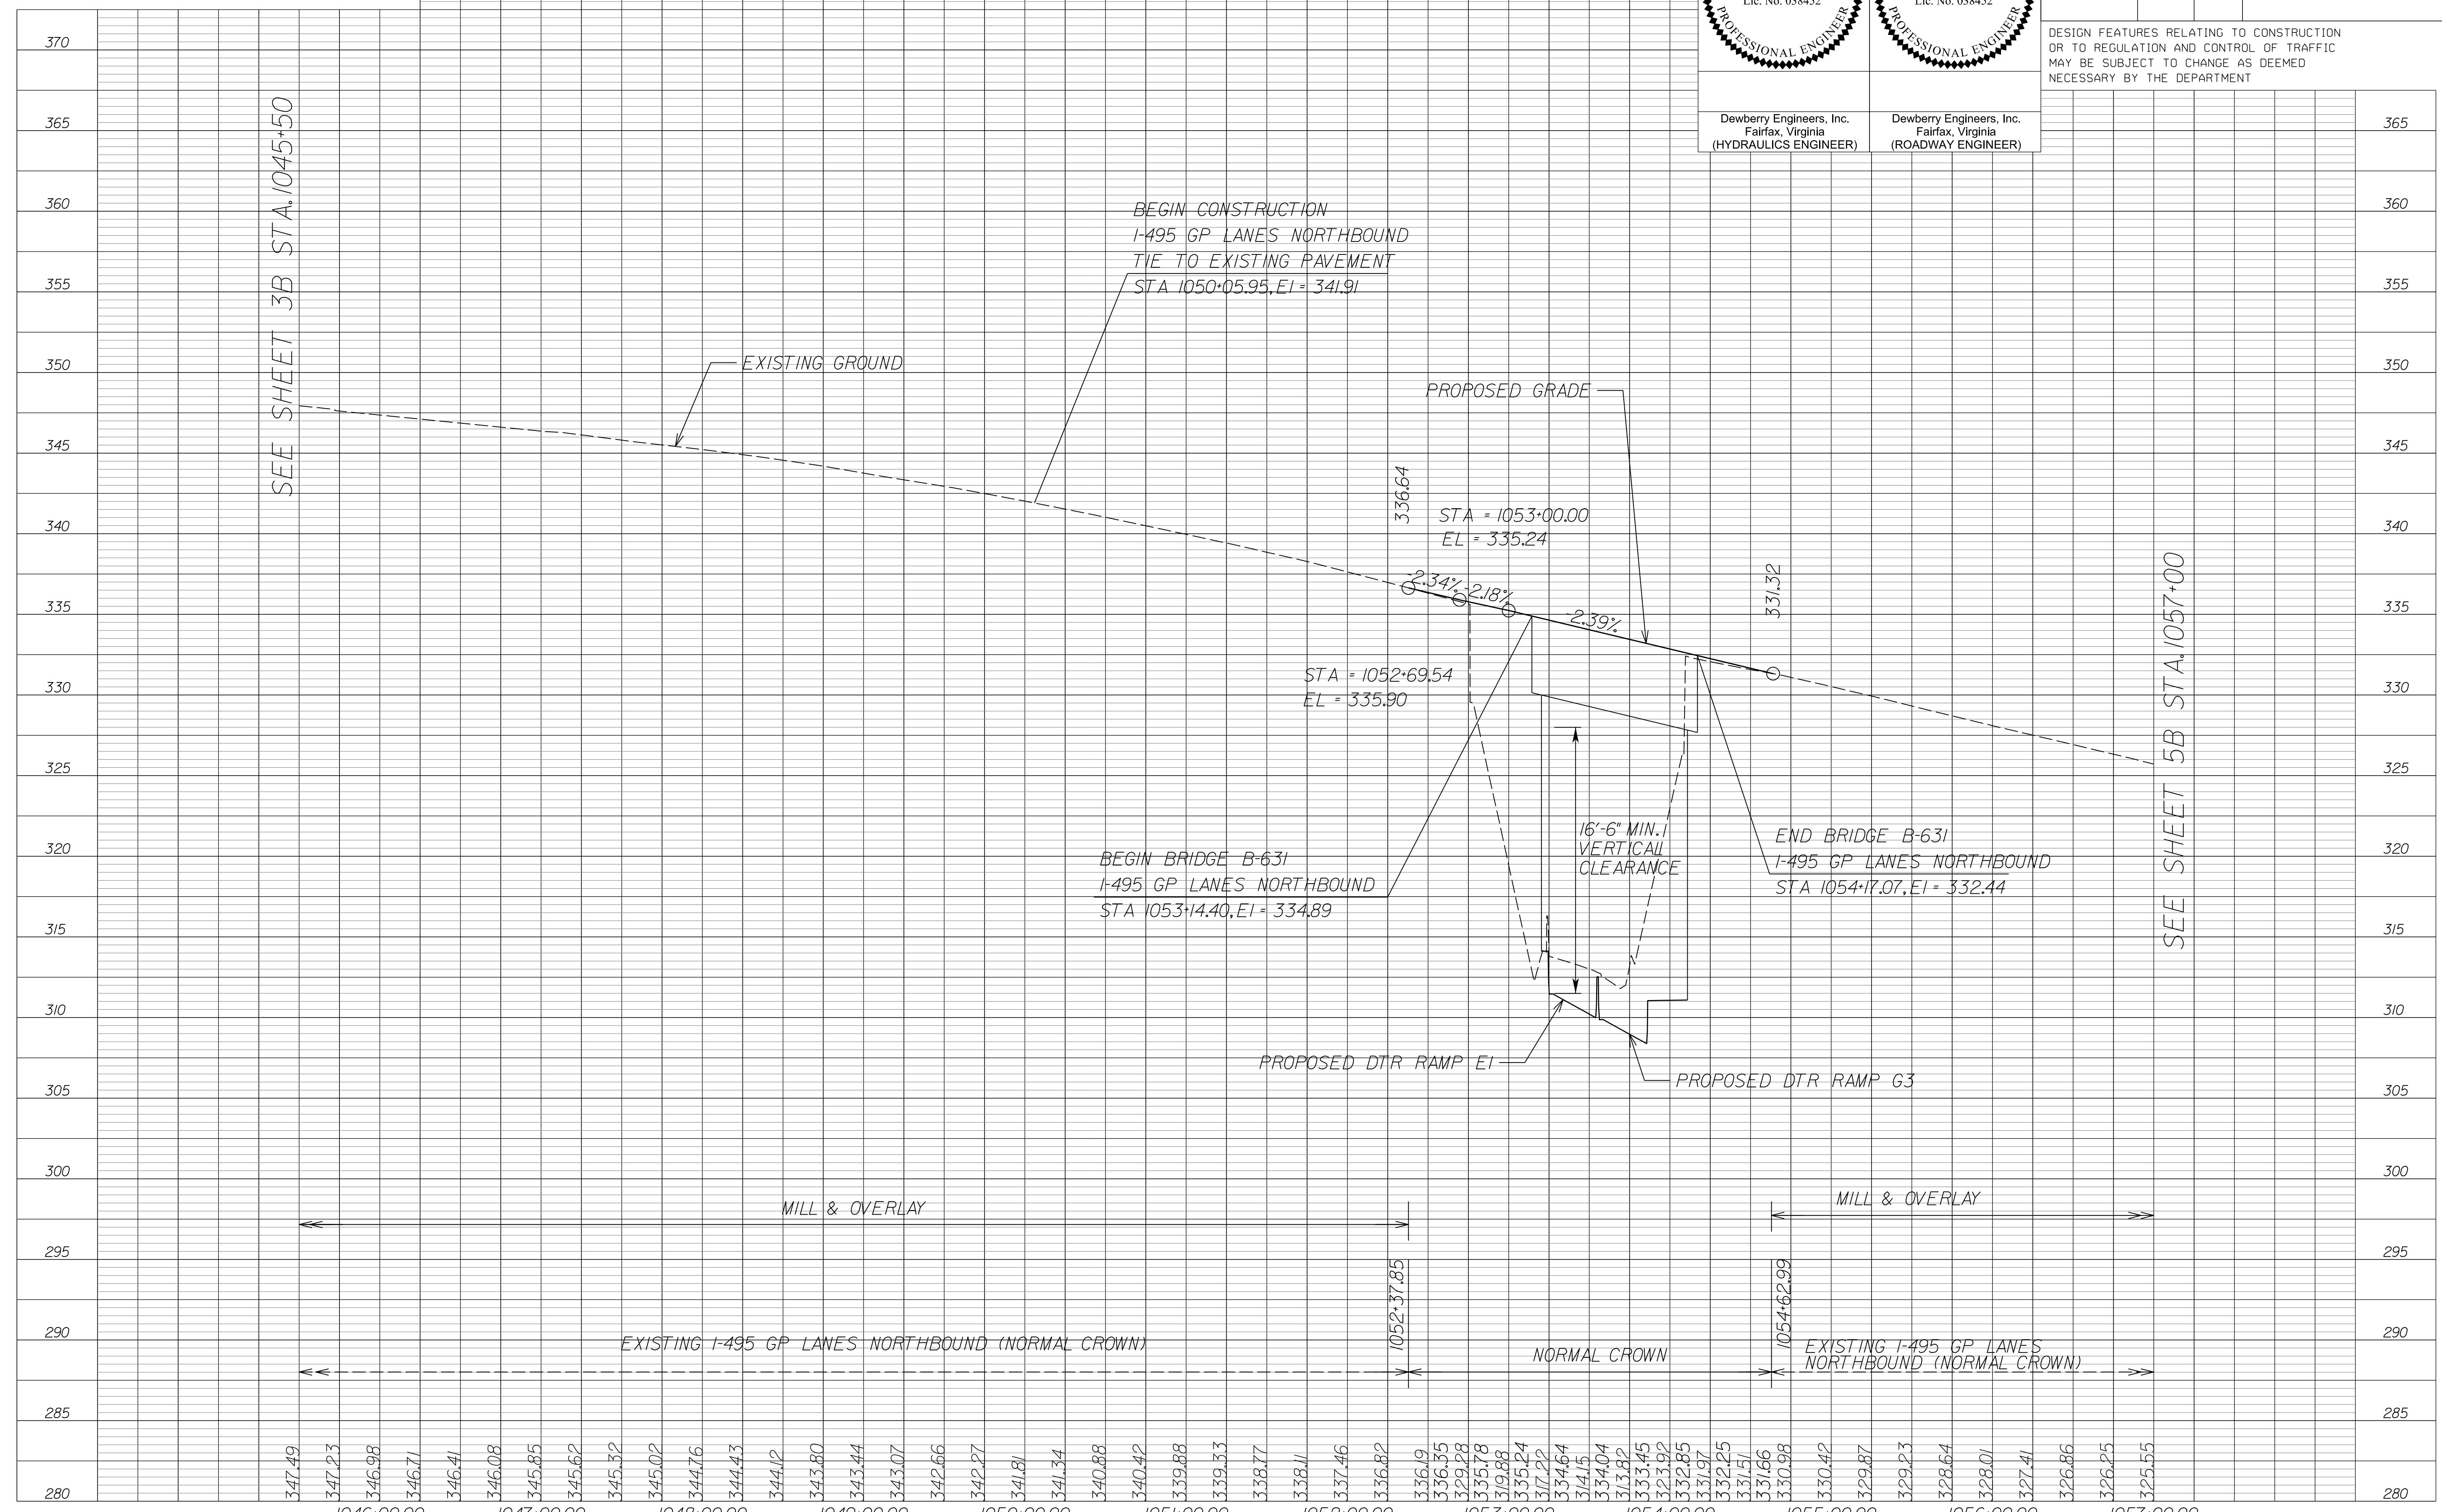 Lic. No. 038452
PROFESSIONAL ENGINEER
Lic. No. 038452
PROFESSIONAL ENGINEER
Dewberry Engineers, Inc.
Fairfax, Virginia
(HYDRAULICS ENGINEER)
Dewberry Engineers, Inc.
Fairfax, Virginia
(ROADWAY ENGINEER)
DESIGN FEATURES RELATING TO CONSTRUCTION
OR TO REGULATION AND CONTROL OF TRAFFIC
MAY BE SUBJECT TO CHANGE AS DEEMED
NECESSARY BY THE DEPARTMENT
370
365
360
355
350
345
340
335
330
325
320
315
310
305
300
295
290
285
280
SEE SHEET 3B STA. 1045+50
BEGIN CONSTRUCTION
I-495 GP LANES NORTHBOUND
TIE TO EXISTING PAVEMENT
STA 1050+05.95, El = 341.91
EXISTING GROUND
PROPOSED GRADE
336.64
STA = 1053+00.00
EL = 335.24
-2.34%
-2.18%
-2.39%
331.32
STA = 1052+69.54
EL = 335.90
16'-6" MIN.
VERTICAL
CLEARANCE
BEGIN BRIDGE B-631
I-495 GP LANES NORTHBOUND
STA 1053+14.40, El = 334.89
END BRIDGE B-631
I-495 GP LANES NORTHBOUND
STA 1054+17.07, El = 332.44
PROPOSED DTR RAMP E1
PROPOSED DTR RAMP G3
SEE SHEET 5B STA. 1057+00
365
360
355
350
345
340
335
330
325
320
315
310
305
300
295
290
285
280
MILL & OVERLAY
MILL & OVERLAY
1052+37.85
1054+62.99
EXISTING I-495 GP LANES NORTHBOUND (NORMAL CROWN)
NORMAL CROWN
EXISTING I-495 GP LANES
NORTHBOUND (NORMAL CROWN)
347.49
347.23
346.98
346.71
346.41
346.08
345.85
345.62
345.32
345.02
344.76
344.43
344.12
343.80
343.44
343.07
342.66
342.27
341.81
341.34
340.88
340.42
339.88
339.33
338.77
338.11
337.46
336.82
336.19
336.35
329.28
335.78
319.88
335.24
317.22
334.64
314.15
334.04
313.82
333.45
323.92
332.85
331.97
332.25
331.51
331.66
330.98
330.42
329.87
329.23
328.64
328.01
327.41
326.86
326.25
325.55